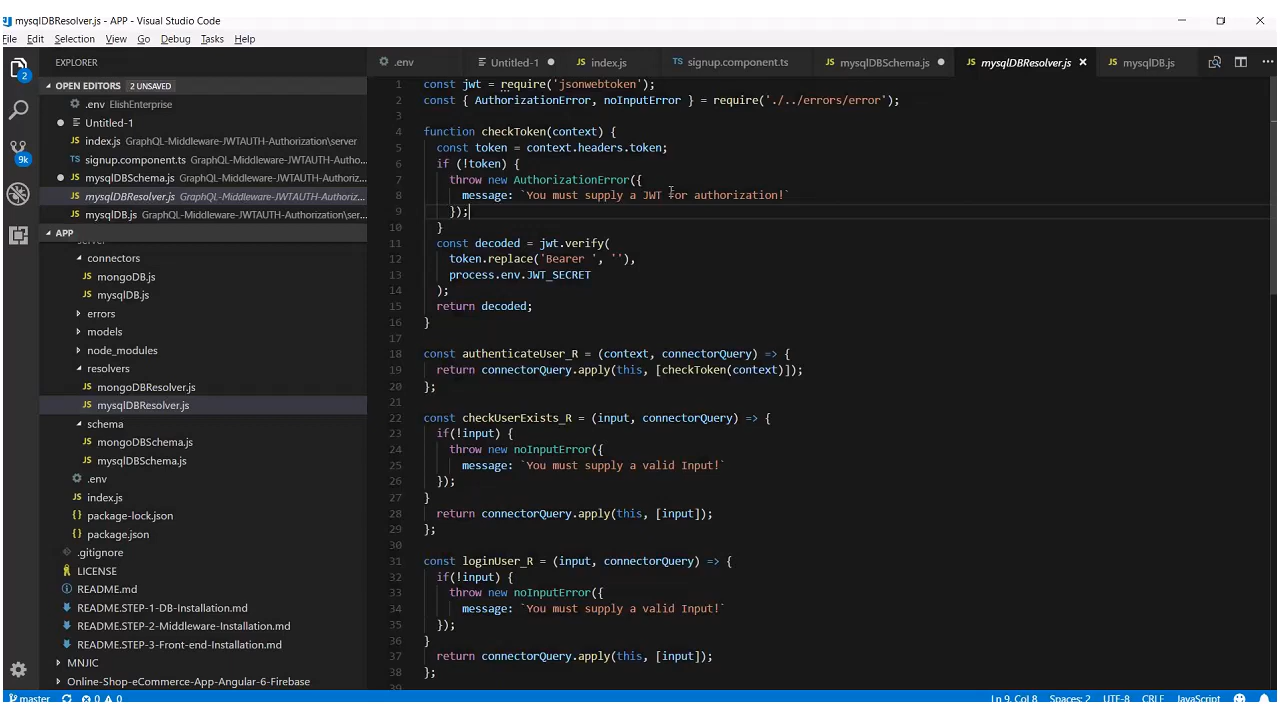 mysqlDBResolver.js - APP - Visual Studio Code
File Edit Selection View Go Debug Tasks Help
EXPLORER
OPEN EDITORS 2 UNSAVED
.env ElishEnterprise
Untitled-1
index.js GraphQL-Middleware-JWTAUTH-Authorization\server
signup.component.ts GraphQL-Middleware-JWTAUTH-Autho...
mysqlDBSchema.js GraphQL-Middleware-JWTAUTH-Authoriz...
mysqlDBResolver.js GraphQL-Middleware-JWTAUTH-Authoriz...
mysqlDB.js GraphQL-Middleware-JWTAUTH-Authorization\ser...
APP
server
connectors
mongoDB.js
mysqlDB.js
errors
models
node_modules
resolvers
mongoDBResolver.js
mysqlDBResolver.js
schema
mongoDBSchema.js
mysqlDBSchema.js
.env
index.js
package-lock.json
package.json
.gitignore
LICENSE
README.md
README.STEP-1-DB-Installation.md
README.STEP-2-Middleware-Installation.md
README.STEP-3-Front-end-Installation.md
MNJIC
Online-Shop-eCommerce-App-Angular-6-Firebase
2
9k
.env Untitled-1 index.js signup.component.ts mysqlDBSchema.js mysqlDBResolver.js mysqlDB.js
1 const jwt = require('jsonwebtoken');
2 const { AuthorizationError, noInputError } = require('./../errors/error');
3
4 function checkToken(context) {
5 const token = context.headers.token;
6 if (!token) {
7 throw new AuthorizationError({
8 message: `You must supply a JWT for authorization!`
9 });
10 }
11 const decoded = jwt.verify(
12 token.replace('Bearer ', ''),
13 process.env.JWT_SECRET
14 );
15 return decoded;
16 }
17
18 const authenticateUser_R = (context, connectorQuery) => {
19 return connectorQuery.apply(this, [checkToken(context)]);
20 };
21
22 const checkUserExists_R = (input, connectorQuery) => {
23 if(!input) {
24 throw new noInputError({
25 message: `You must supply a valid Input!`
26 });
27 }
28 return connectorQuery.apply(this, [input]);
29 };
30
31 const loginUser_R = (input, connectorQuery) => {
32 if(!input) {
33 throw new noInputError({
34 message: `You must supply a valid Input!`
35 });
36 }
37 return connectorQuery.apply(this, [input]);
38 };
39
master 0 0 Ln 9, Col 8 Spaces: 2 UTF-8 CRLF JavaScript